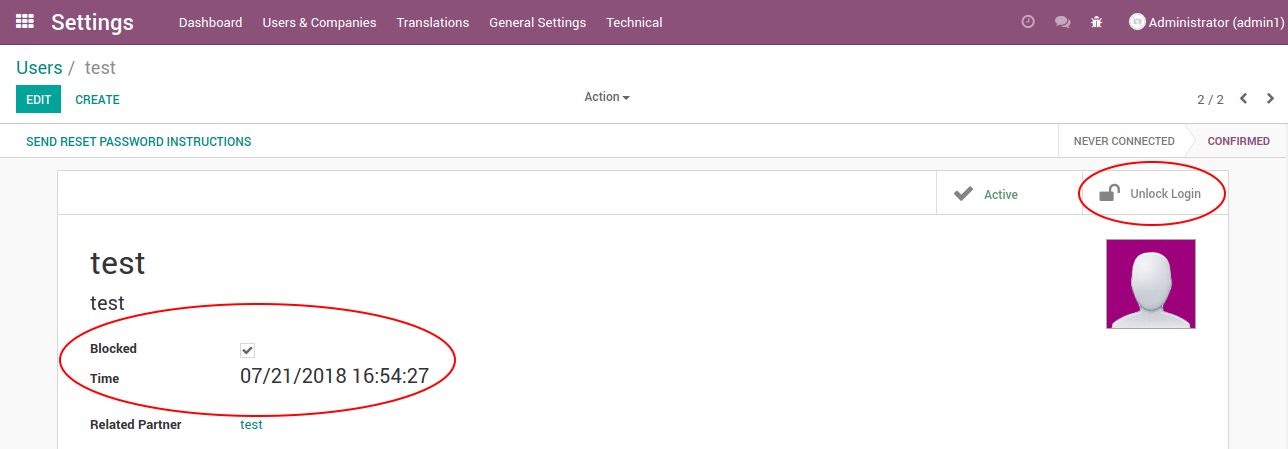 Settings Dashboard Users & Companies Translations General Settings Technical Administrator (admin1)
Users / test
EDIT CREATE Action 2 / 2
SEND RESET PASSWORD INSTRUCTIONS NEVER CONNECTED CONFIRMED
Active Unlock Login
test
test
Blocked
Time 07/21/2018 16:54:27
Related Partner test